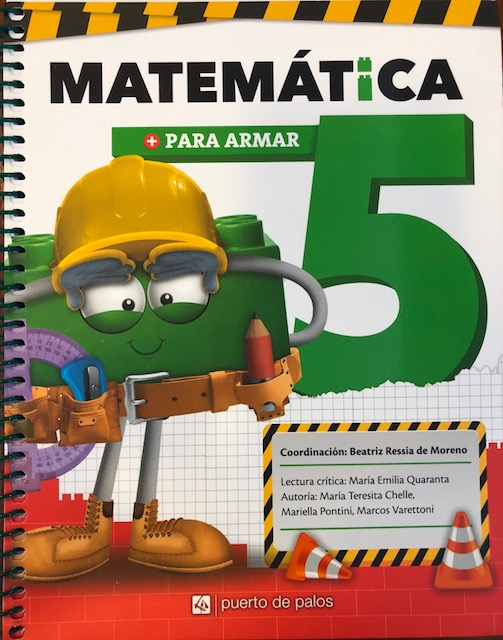 MATEMÁTICA
PARA ARMAR
5
Coordinación: Beatriz Ressia de Moreno
Lectura crítica: María Emilia Quaranta
Autoría: María Teresita Chelle,
Mariella Pontini, Marcos Varettoni
puerto de palos